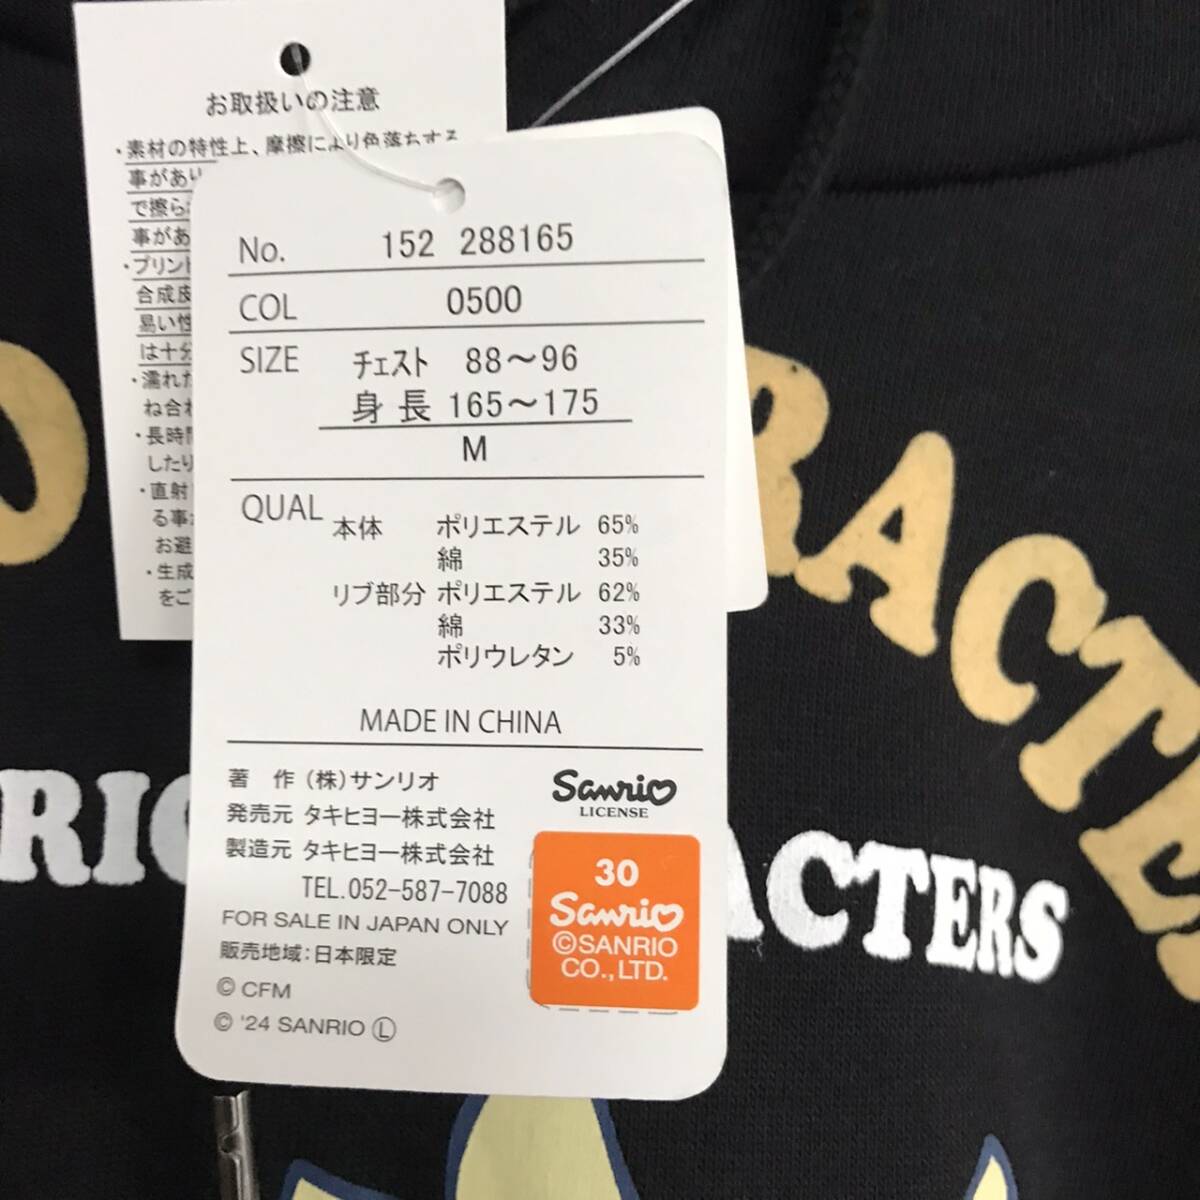 お取扱いの注意
・素材の特性上、摩擦により色落ちする
事があり
で擦ら
事があ
・プリント
合成皮
易い性
は十分
・濡れた
ね合わ
・長時間
したり
・直射
る事が
お避
・生成
をご
No. 152 288165
COL 0500
SIZE チェスト 88～96
身長 165～175
M
QUAL 本体 ポリエステル 65%
綿 35%
リブ部分 ポリエステル 62%
綿 33%
ポリウレタン 5%
MADE IN CHINA
著 作 (株)サンリオ
発売元 タキヒヨー株式会社
製造元 タキヒヨー株式会社
TEL.052-587-7088
FOR SALE IN JAPAN ONLY
販売地域:日本限定
© CFM
© '24 SANRIO Ⓛ
Sanrio
LICENSE
30
Sanrio
©SANRIO
CO.,LTD.
O RACTE
RIO ACTERS